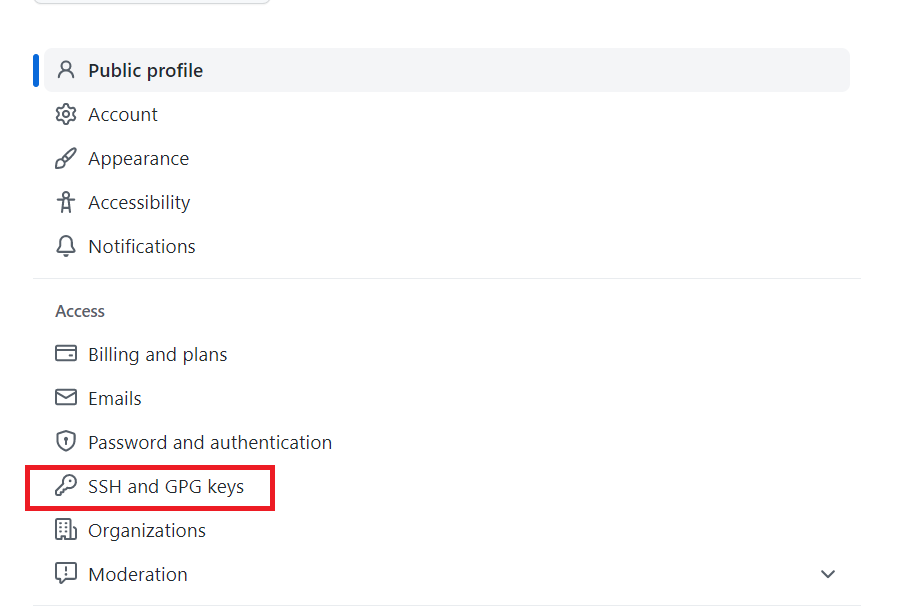 Public profile
Account
Appearance
Accessibility
Notifications
Access
Billing and plans
Emails
Password and authentication
SSH and GPG keys
Organizations
Moderation